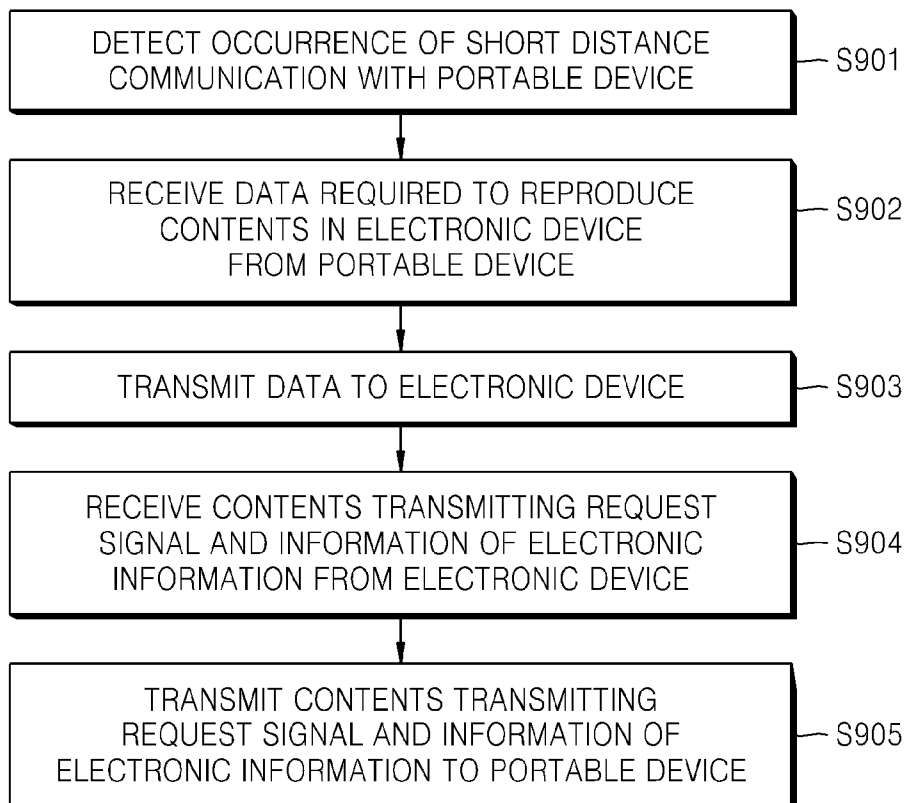 DETECT OCCURRENCE OF SHORT DISTANCE
COMMUNICATION WITH PORTABLE DEVICE
S901
RECEIVE DATA REQUIRED TO REPRODUCE
CONTENTS IN ELECTRONIC DEVICE
FROM PORTABLE DEVICE
S902
TRANSMIT DATA TO ELECTRONIC DEVICE
S903
RECEIVE CONTENTS TRANSMITTING REQUEST
SIGNAL AND INFORMATION OF ELECTRONIC
INFORMATION FROM ELECTRONIC DEVICE
S904
TRANSMIT CONTENTS TRANSMITTING
REQUEST SIGNAL AND INFORMATION OF
ELECTRONIC INFORMATION TO PORTABLE DEVICE
S905